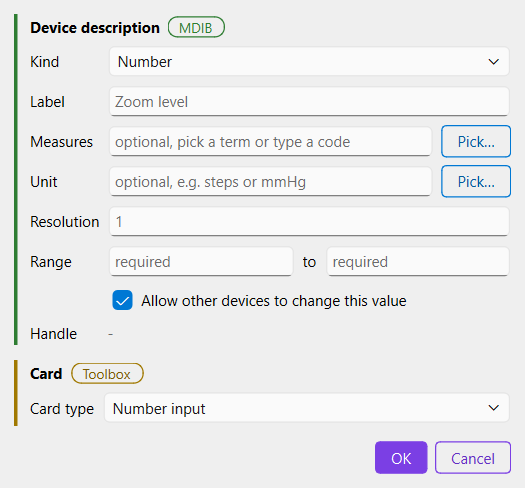 Device description MDIB
Kind Number
Label Zoom level
Measures optional, pick a term or type a code Pick...
Unit optional, e.g. steps or mmHg Pick...
Resolution 1
Range required to required
Allow other devices to change this value
Handle -
Card Toolbox
Card type Number input
OK Cancel